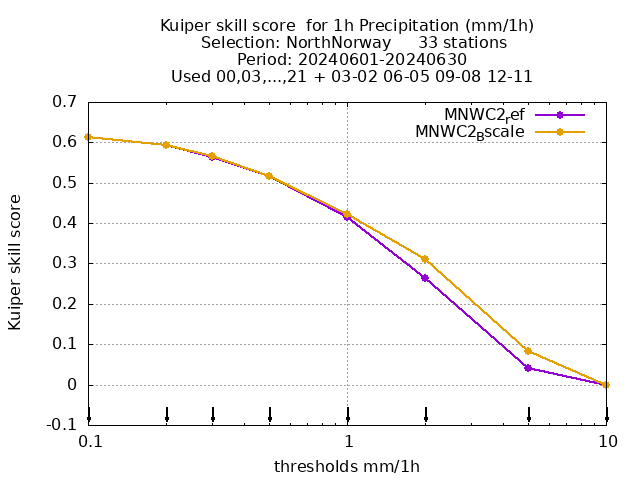 Kuiper skill score  for 1h Precipitation (mm/1h)
Selection: NorthNorway     33 stations
Period: 20240601-20240630
Used 00,03,...,21 + 03-02 06-05 09-08 12-11
MNWC2ref
MNWC2Bscale
0.7
0.6
0.5
0.4
0.3
0.2
0.1
0
-0.1
Kuiper skill score
0.1 1 10
thresholds mm/1h